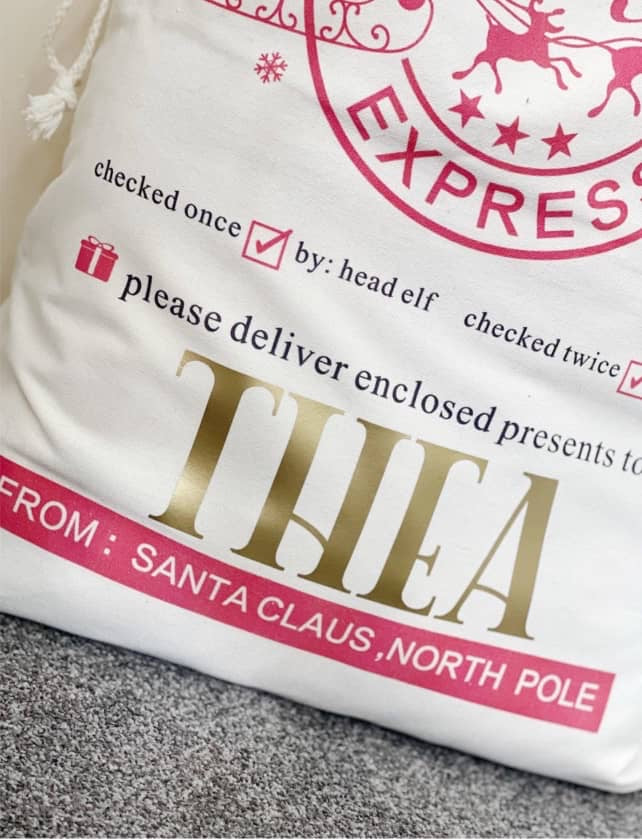 EXPRESS
checked once by: head elf checked twice
please deliver enclosed presents to
THEA
FROM: SANTA CLAUS, NORTH POLE